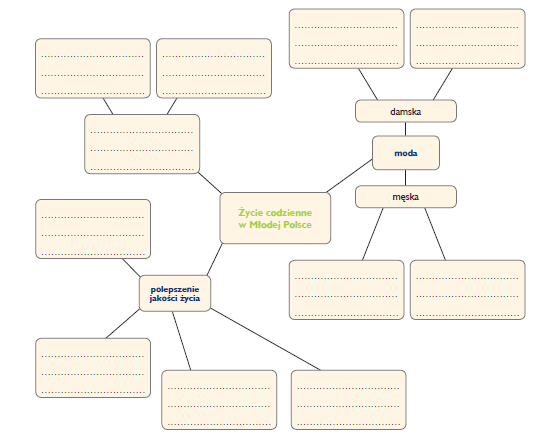 damska
moda
męska
Życie codzienne
w Młodej Polsce
polepszenie
jakości życia